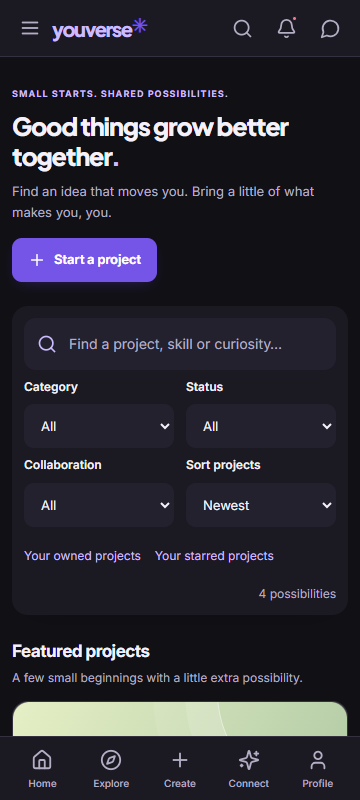 youverse
SMALL STARTS. SHARED POSSIBILITIES.
Good things grow better
together.
Find an idea that moves you. Bring a little of what
makes you, you.
Start a project
Find a project, skill or curiosity...
Category Status
All All
Collaboration Sort projects
All Newest
Your owned projects Your starred projects
4 possibilities
Featured projects
A few small beginnings with a little extra possibility.
Home Explore Create Connect Profile